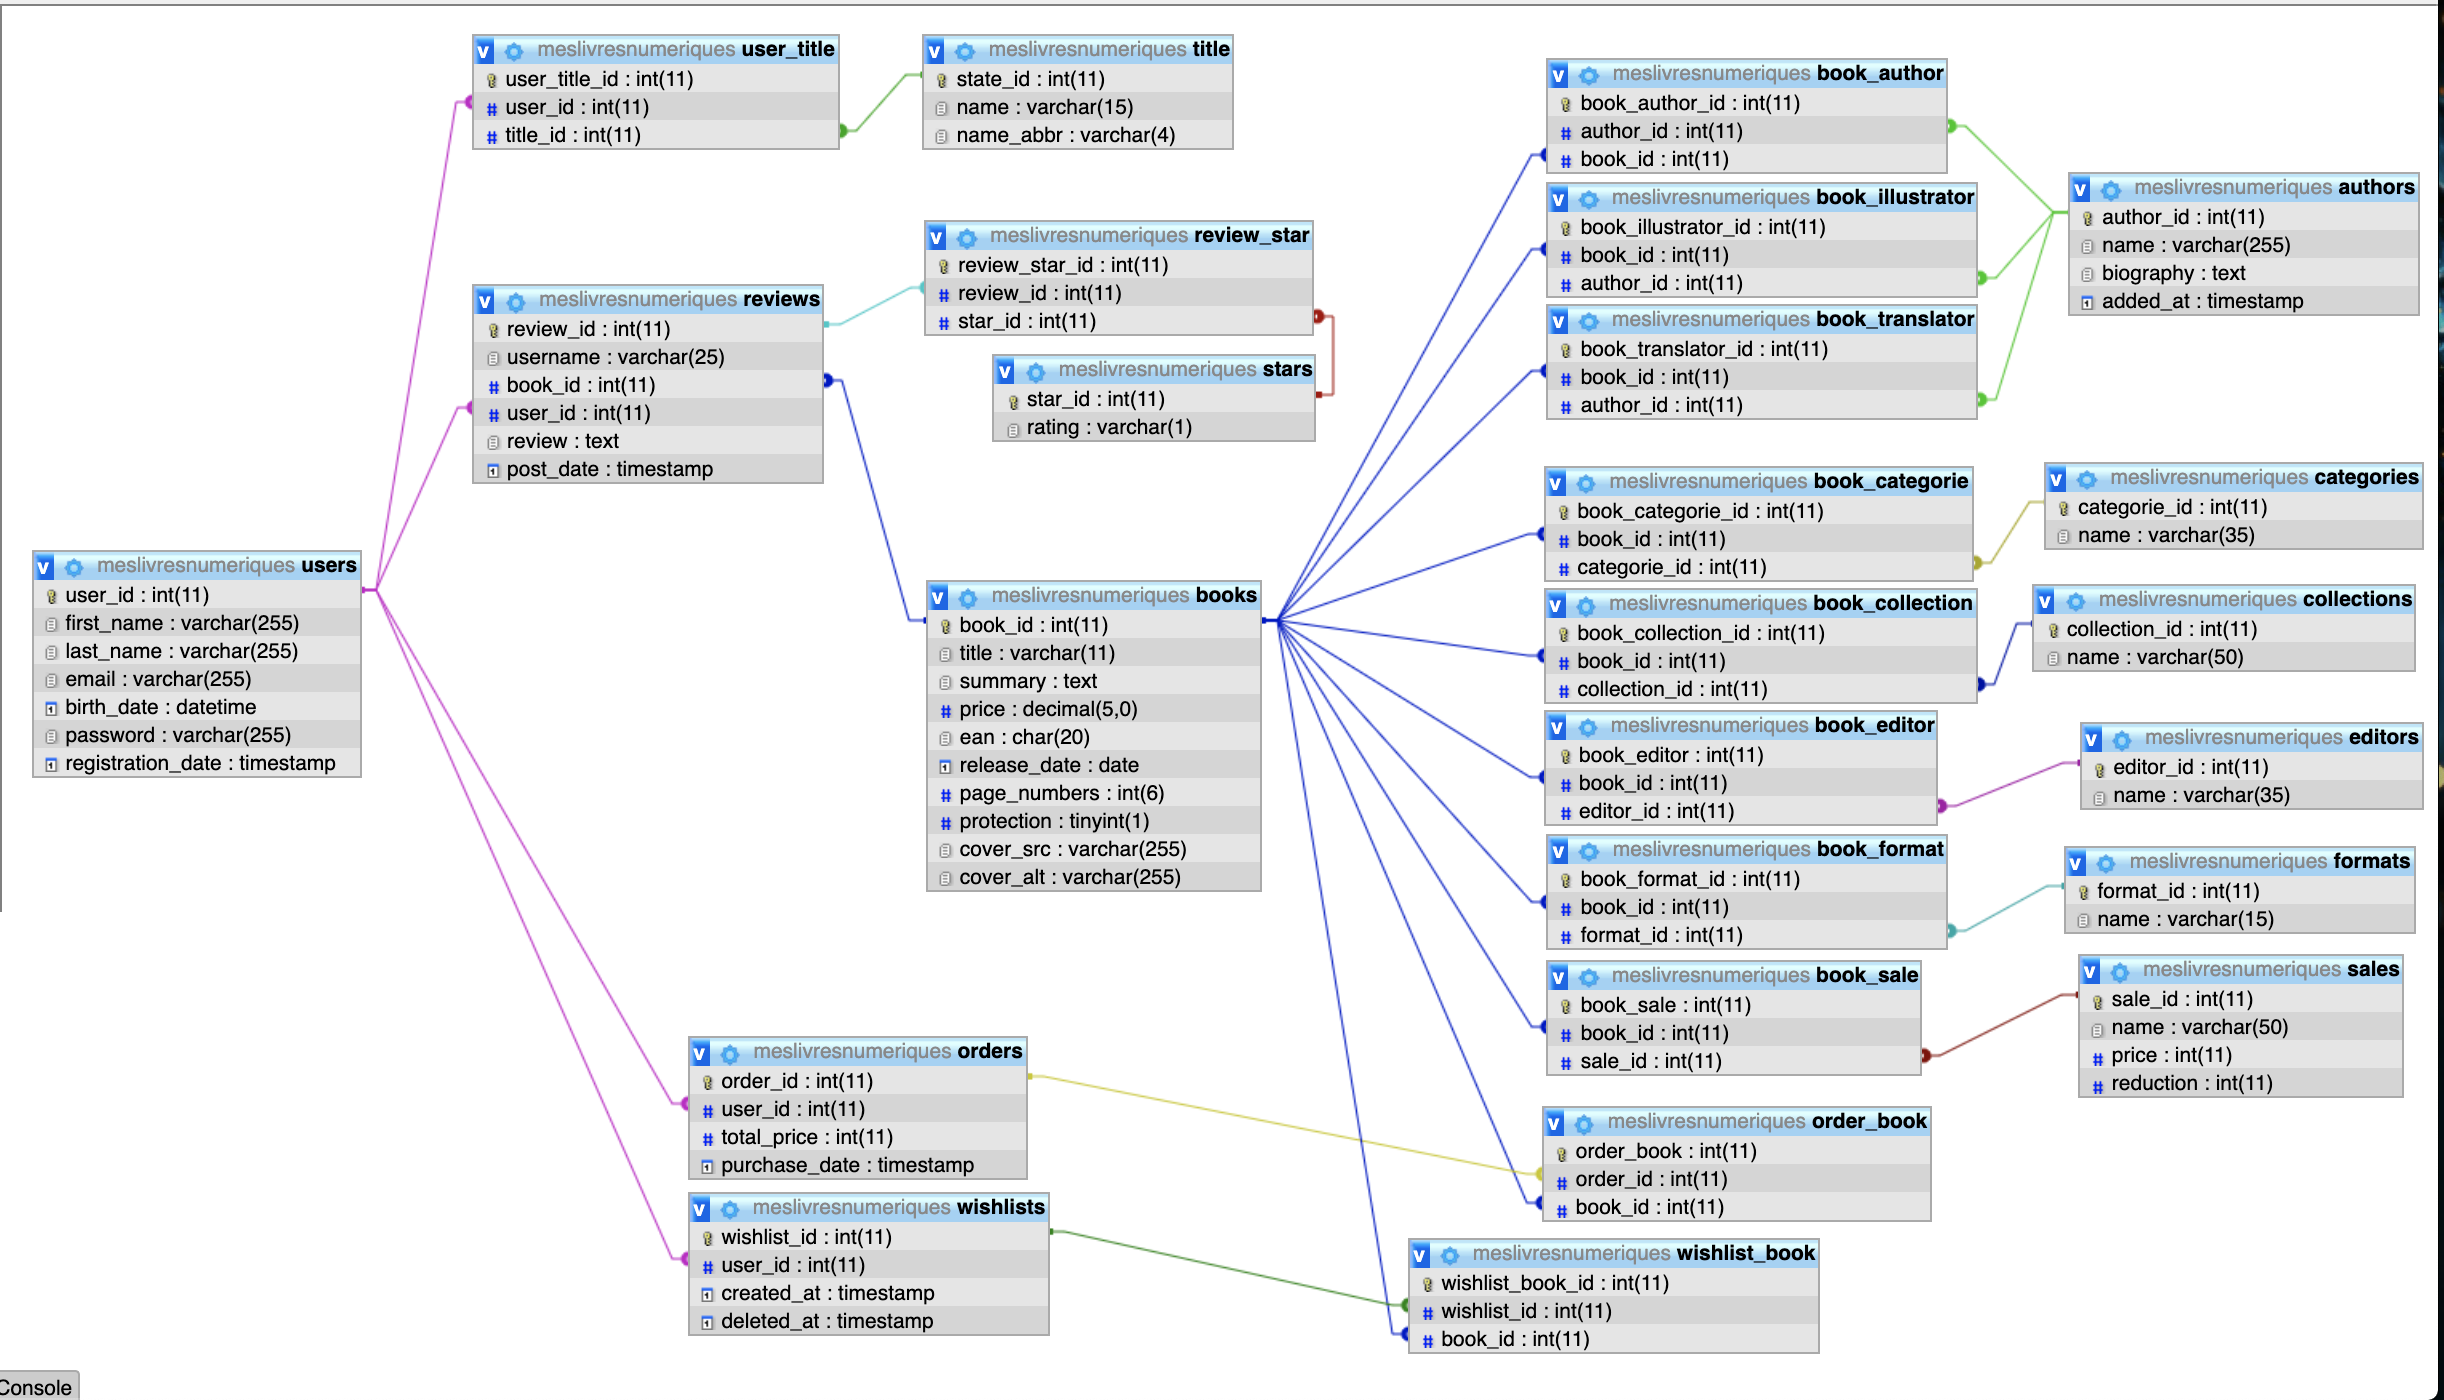 meslivresnumeriques user_title
user_title_id : int(11)
user_id : int(11)
title_id : int(11)
meslivresnumeriques title
state_id : int(11)
name : varchar(15)
name_abbr : varchar(4)
meslivresnumeriques reviews
review_id : int(11)
username : varchar(25)
book_id : int(11)
user_id : int(11)
review : text
post_date : timestamp
meslivresnumeriques review_star
review_star_id : int(11)
review_id : int(11)
star_id : int(11)
meslivresnumeriques stars
star_id : int(11)
rating : varchar(1)
meslivresnumeriques users
user_id : int(11)
first_name : varchar(255)
last_name : varchar(255)
email : varchar(255)
birth_date : datetime
password : varchar(255)
registration_date : timestamp
meslivresnumeriques books
book_id : int(11)
title : varchar(11)
summary : text
price : decimal(5,0)
ean : char(20)
release_date : date
page_numbers : int(6)
protection : tinyint(1)
cover_src : varchar(255)
cover_alt : varchar(255)
meslivresnumeriques orders
order_id : int(11)
user_id : int(11)
total_price : int(11)
purchase_date : timestamp
meslivresnumeriques wishlists
wishlist_id : int(11)
user_id : int(11)
created_at : timestamp
deleted_at : timestamp
meslivresnumeriques book_author
book_author_id : int(11)
author_id : int(11)
book_id : int(11)
meslivresnumeriques book_illustrator
book_illustrator_id : int(11)
book_id : int(11)
author_id : int(11)
meslivresnumeriques book_translator
book_translator_id : int(11)
book_id : int(11)
author_id : int(11)
meslivresnumeriques authors
author_id : int(11)
name : varchar(255)
biography : text
added_at : timestamp
meslivresnumeriques book_categorie
book_categorie_id : int(11)
book_id : int(11)
categorie_id : int(11)
meslivresnumeriques categories
categorie_id : int(11)
name : varchar(35)
meslivresnumeriques book_collection
book_collection_id : int(11)
book_id : int(11)
collection_id : int(11)
meslivresnumeriques collections
collection_id : int(11)
name : varchar(50)
meslivresnumeriques book_editor
book_editor : int(11)
book_id : int(11)
editor_id : int(11)
meslivresnumeriques editors
editor_id : int(11)
name : varchar(35)
meslivresnumeriques book_format
book_format_id : int(11)
book_id : int(11)
format_id : int(11)
meslivresnumeriques formats
format_id : int(11)
name : varchar(15)
meslivresnumeriques book_sale
book_sale : int(11)
book_id : int(11)
sale_id : int(11)
meslivresnumeriques sales
sale_id : int(11)
name : varchar(50)
price : int(11)
reduction : int(11)
meslivresnumeriques order_book
order_book : int(11)
order_id : int(11)
book_id : int(11)
meslivresnumeriques wishlist_book
wishlist_book_id : int(11)
wishlist_id : int(11)
book_id : int(11)
Console